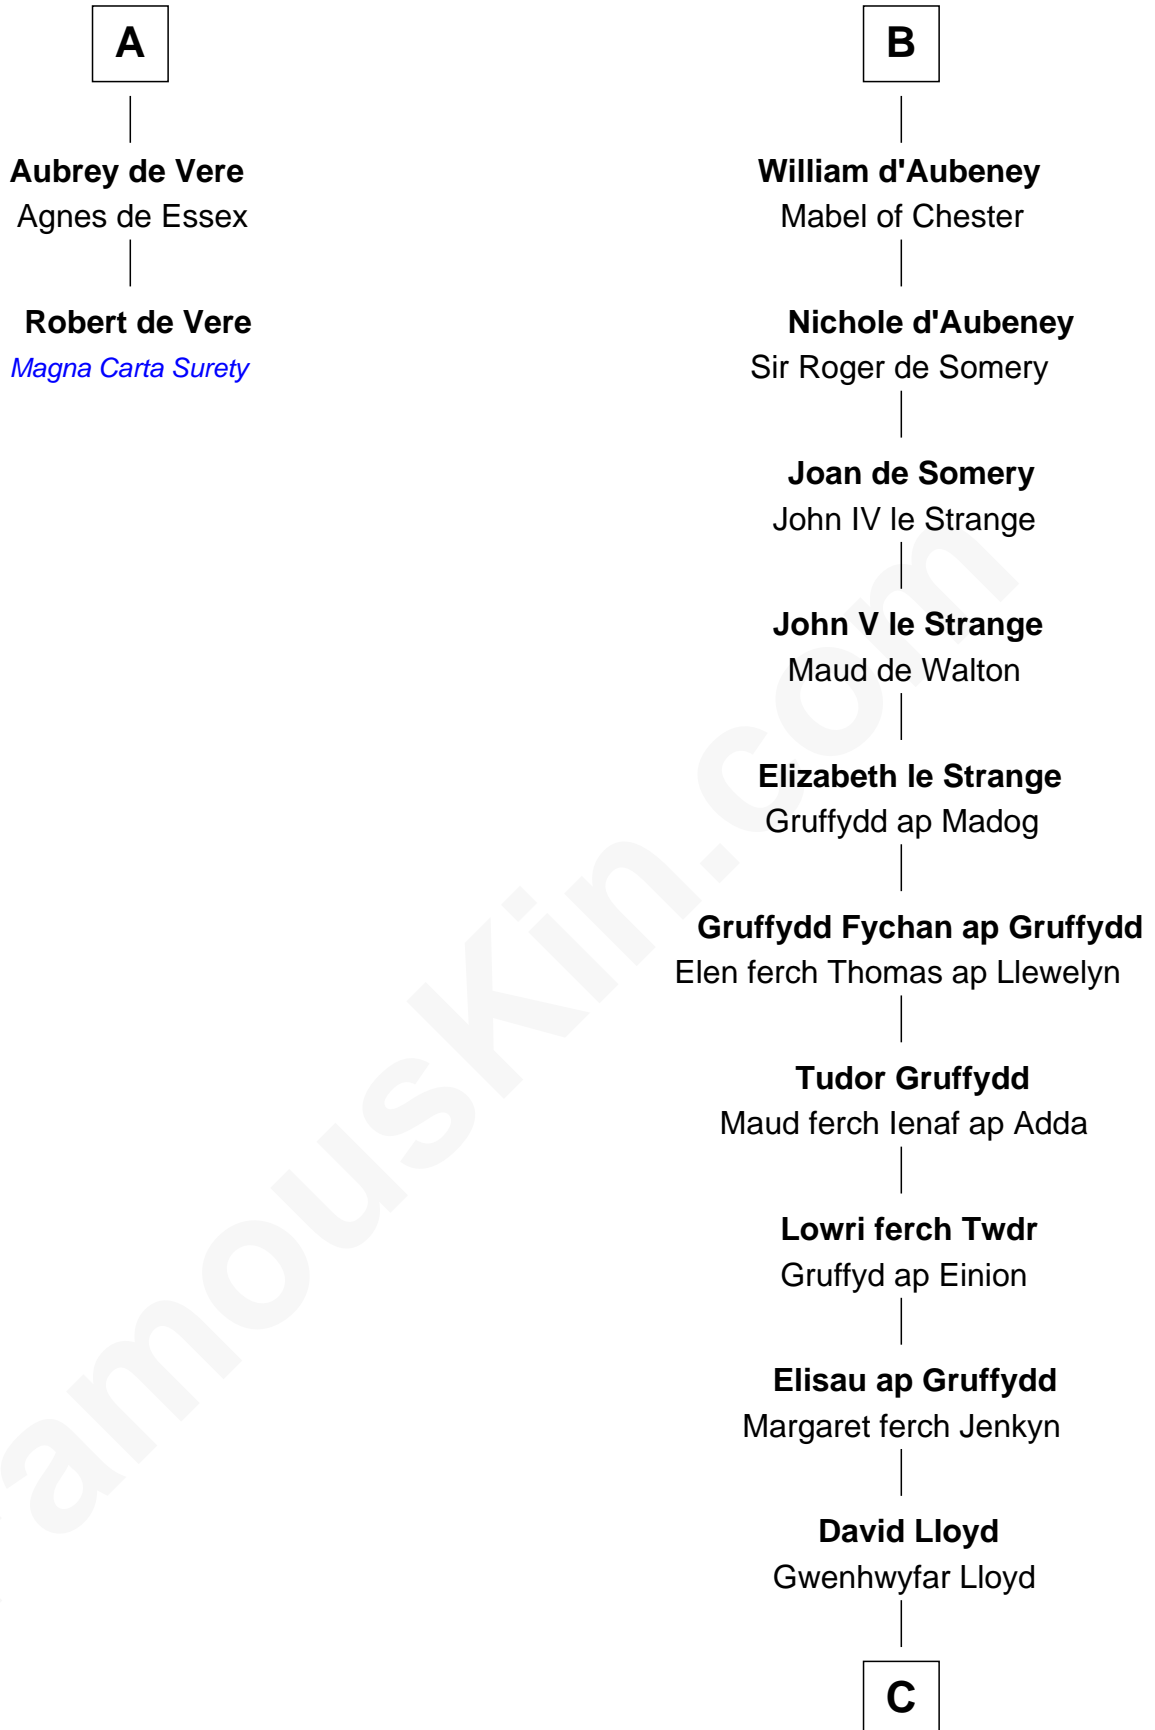 A
Aubrey de Vere
Agnes de Essex
Robert de Vere
Magna Carta Surety
B
William d'Aubeney
Mabel of Chester
Nichole d'Aubeney
Sir Roger de Somery
Joan de Somery
John IV le Strange
John V le Strange
Maud de Walton
Elizabeth le Strange
Gruffydd ap Madog
Gruffydd Fychan ap Gruffydd
Elen ferch Thomas ap Llewelyn
Tudor Gruffydd
Maud ferch Ienaf ap Adda
Lowri ferch Twdr
Gruffyd ap Einion
Elisau ap Gruffydd
Margaret ferch Jenkyn
David Lloyd
Gwenhwyfar Lloyd
C
amouskin.com